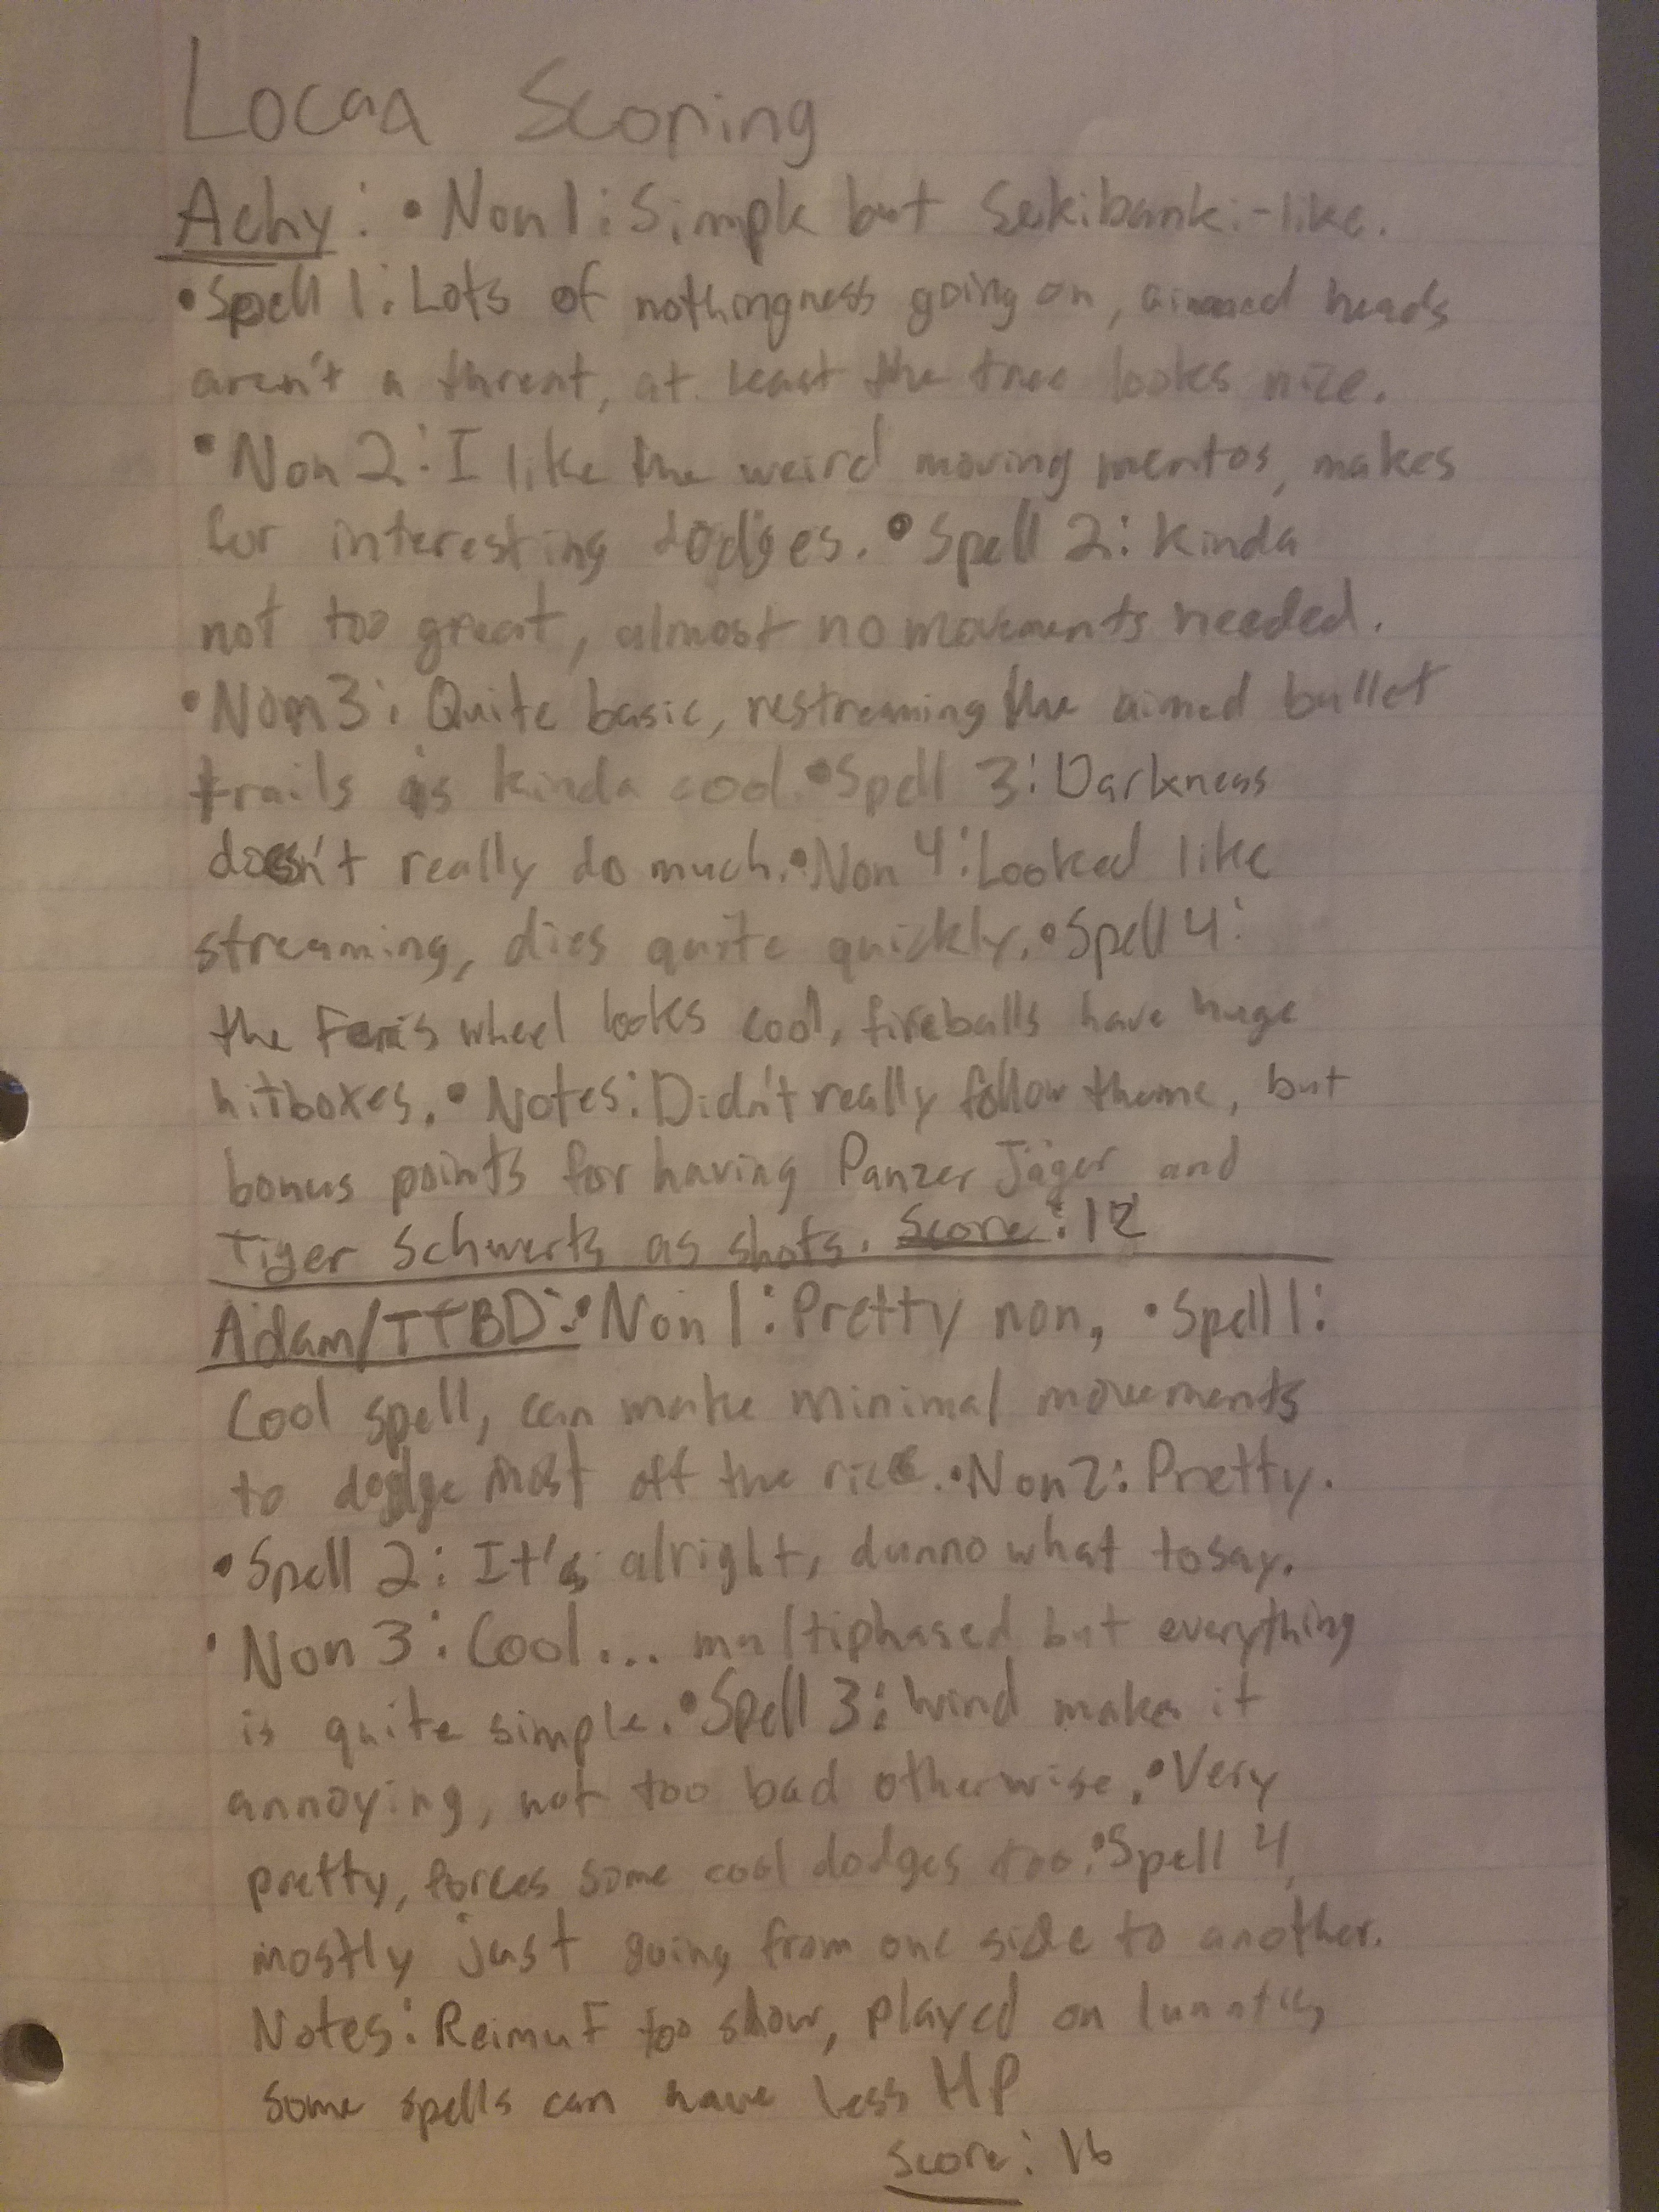 Locaa Scoring
Achy: • Non 1: Simple but Sekibanki-like.
• Spell 1: Lots of nothingness going on, aimed heads
aren't a threat, at least the tree looks nice.
• Non 2: I like the weird moving mentos, makes
for interesting dodges. • Spell 2: Kinda
not too great, almost no movements needed.
• Non 3: Quite basic, restreaming the aimed bullet
trails is kinda cool. • Spell 3: Darkness
doesn't really do much. • Non 4: Looked like
streaming, dies quite quickly. • Spell 4:
the Ferris wheel looks cool, fireballs have huge
hitboxes. • Notes: Didn't really follow theme, but
bonus points for having Panzer Jäger and
Tiger Schwerts as shots. Score: 12
Adam/TTBD: • Non 1: Pretty non, • Spell 1:
Cool spell, can make minimal movements
to dodge most off the rice. • Non 2: Pretty.
• Spell 2: It's alright, dunno what to say.
• Non 3: Cool... multiphased but everything
is quite simple. • Spell 3: Wind makes it
annoying, not too bad otherwise. • Very
pretty, forces some cool dodges too. • Spell 4,
mostly just going from one side to another.
Notes: ReimuF too slow, played on lunatic,
some spells can have less HP
Score: 16